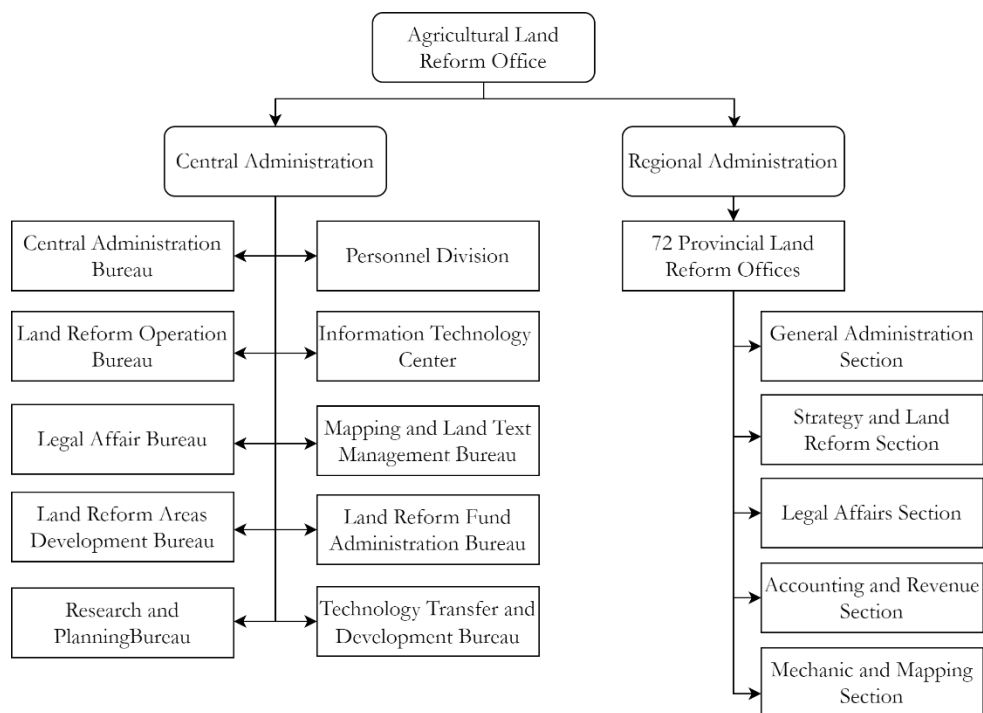 Agricultural Land
Reform Office
Central Administration
Regional Administration
Central Administration
Bureau
Personnel Division
72 Provincial Land
Reform Offices
Land Reform Operation
Bureau
Information Technology
Center
General Administration
Section
Legal Affair Bureau
Mapping and Land Text
Management Bureau
Strategy and Land
Reform Section
Land Reform Areas
Development Bureau
Land Reform Fund
Administration Bureau
Legal Affairs Section
Research and
PlanningBureau
Technology Transfer and
Development Bureau
Accounting and Revenue
Section
Mechanic and Mapping
Section